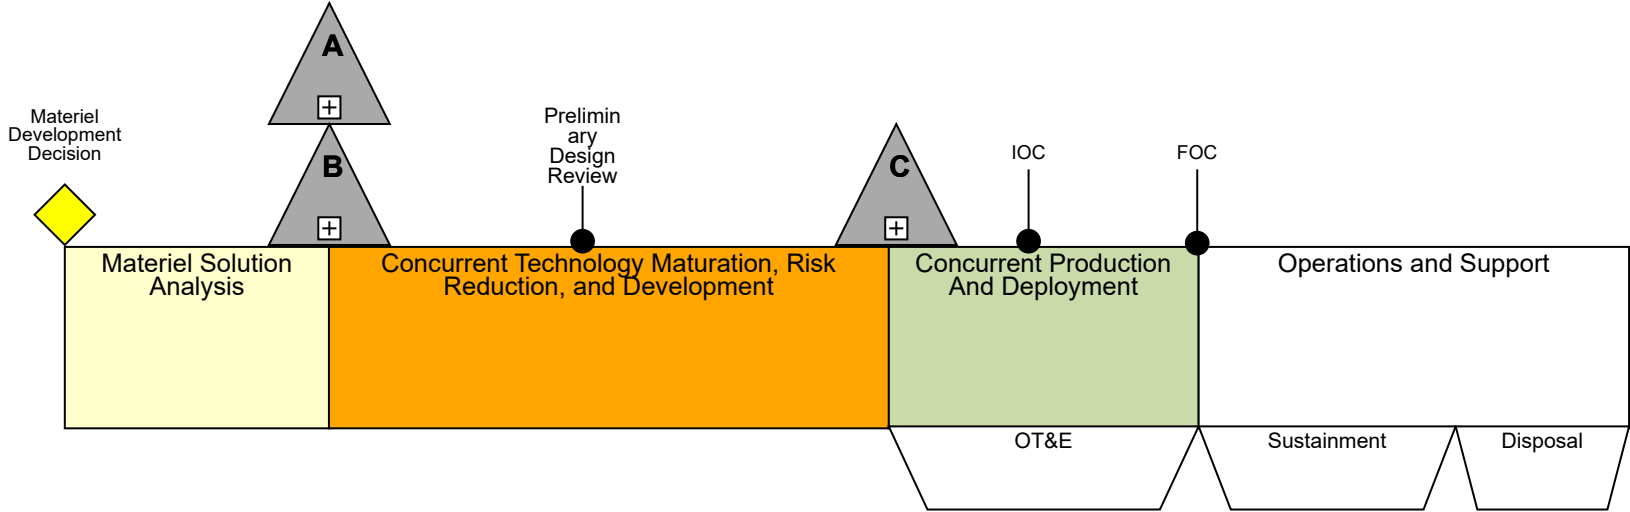 A
Materiel
Development
Decision
B
Prelimin
ary
Design
Review
C
IOC
FOC
Materiel Solution
Analysis
Concurrent Technology Maturation, Risk
Reduction, and Development
Concurrent Production
And Deployment
Operations and Support
OT&E
Sustainment
Disposal